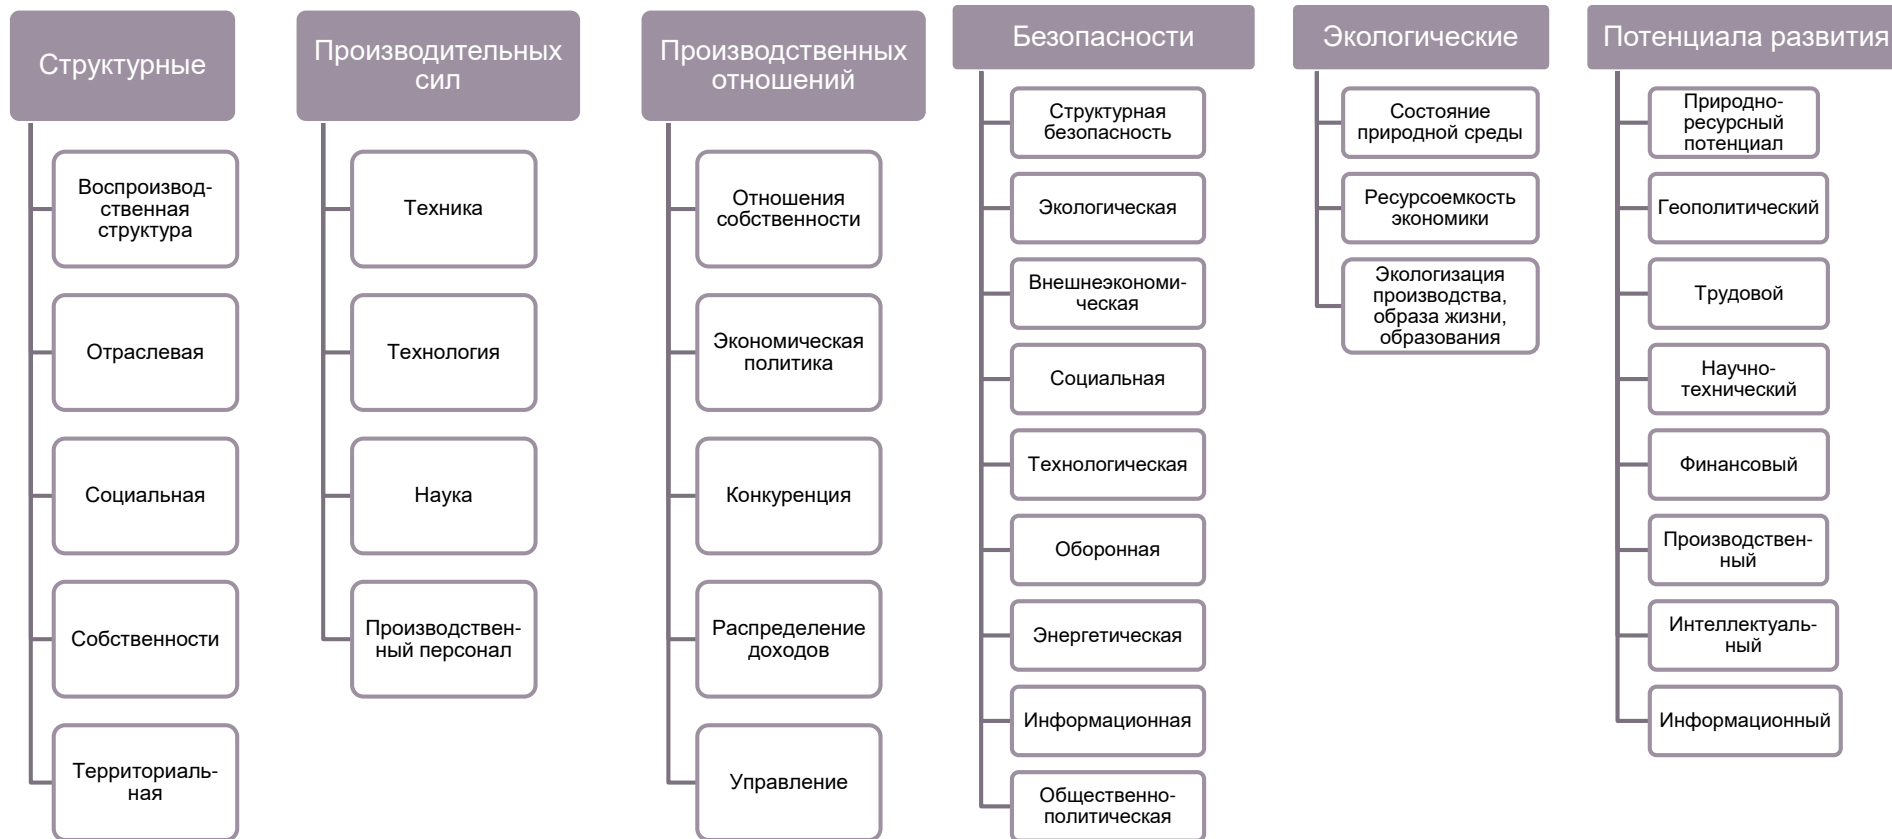 Структурные
Воспроизвод-
ственная
структура
Отраслевая
Социальная
Собственности
Территориаль-
ная
Производительных
сил
Техника
Технология
Наука
Производствен-
ный персонал
Производственных
отношений
Отношения
собственности
Экономическая
политика
Конкуренция
Распределение
доходов
Управление
Безопасности
Структурная
безопасность
Экологическая
Внешнеэкономи-
ческая
Социальная
Технологическая
Оборонная
Энергетическая
Информационная
Общественно-
политическая
Экологические
Состояние
природной среды
Ресурсоемкость
экономики
Экологизация
производства,
образа жизни,
образования
Потенциала развития
Природно-
ресурсный
потенциал
Геополитический
Трудовой
Научно-
технический
Финансовый
Производствен-
ный
Интеллектуаль-
ный
Информационный